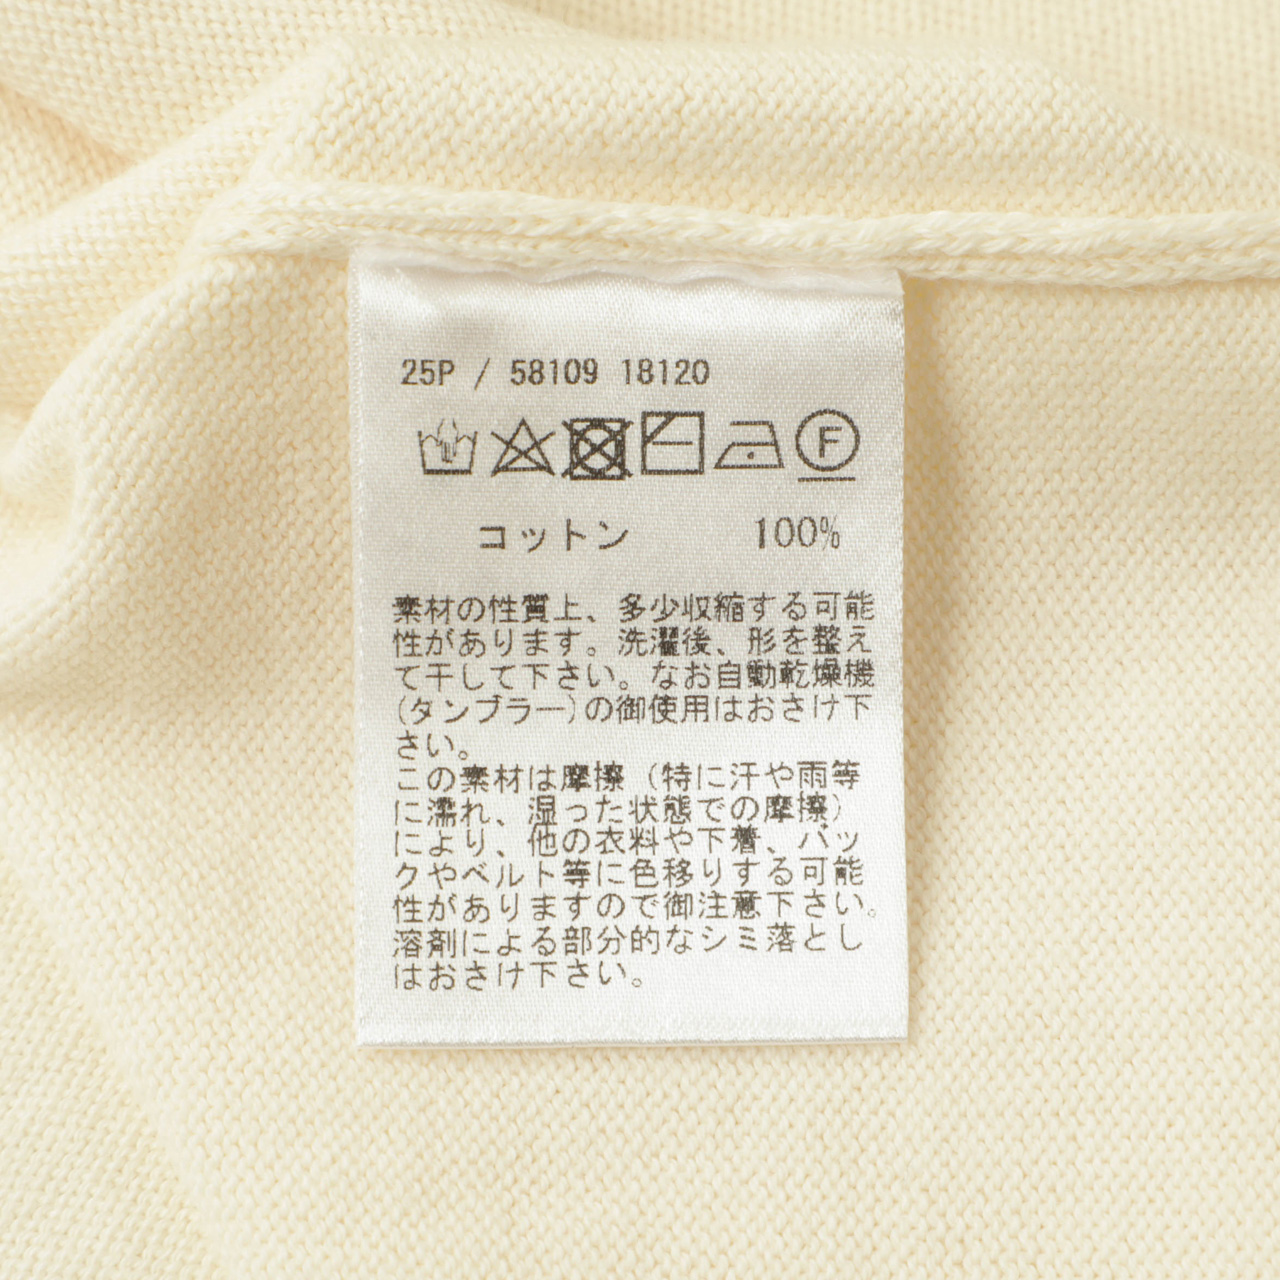 25P / 58109 18120
F
コットン 100%
素材の性質上、多少収縮する可能
性があります。洗濯後、形を整え
て干して下さい。なお自動乾燥機
(タンブラー)の御使用はおさけ下
さい。
この素材は摩擦（特に汗や雨等
に濡れ、湿った状態での摩擦）
により、他の衣料や下着、バッ
クやベルト等に色移りする可能
性がありますので御注意下さい。
溶剤による部分的なシミ落とし
はおさけ下さい。